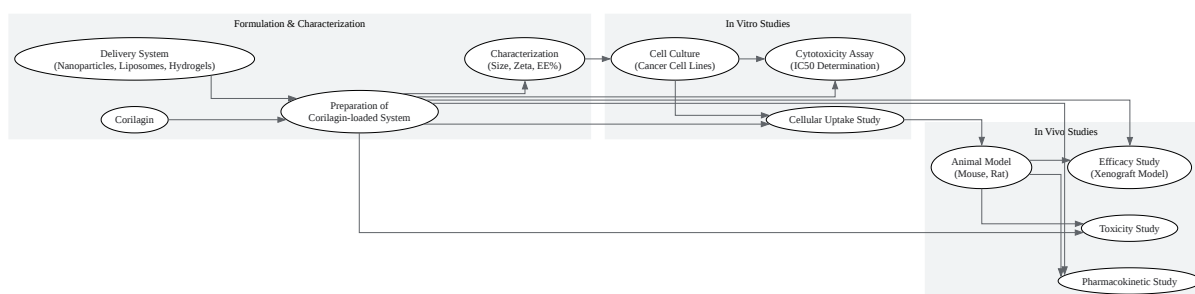 Formulation & Characterization
Delivery System
(Nanoparticles, Liposomes, Hydrogels)
Corilagin
Preparation of
Corilagin-loaded System
Characterization
(Size, Zeta, EE%)
In Vitro Studies
Cell Culture
(Cancer Cell Lines)
Cytotoxicity Assay
(IC50 Determination)
Cellular Uptake Study
In Vivo Studies
Animal Model
(Mouse, Rat)
Efficacy Study
(Xenograft Model)
Toxicity Study
Pharmacokinetic Study